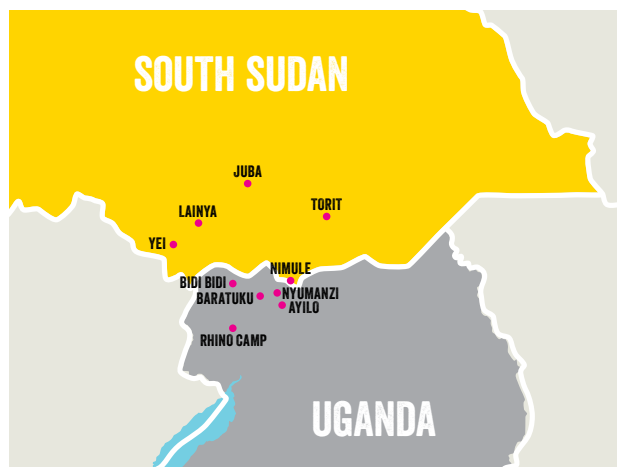 SOUTH SUDAN
JUBA
LAINYA
TORIT
YEI
NIMULE
BIDI BIDI
NYUMANZI
BARATUKU
AYILO
RHINO CAMP
UGANDA